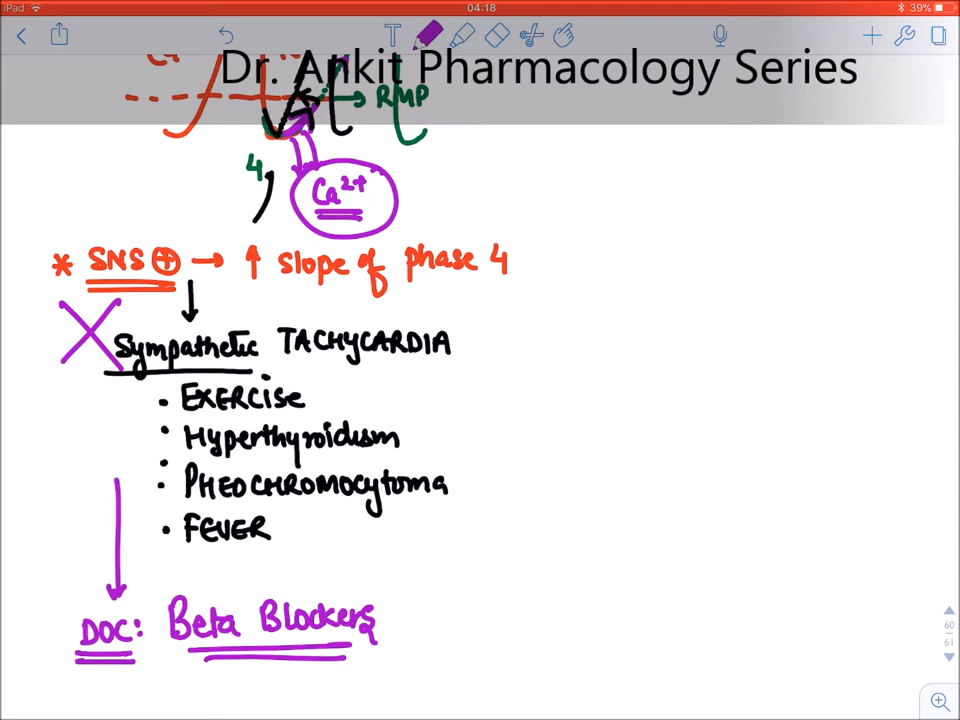 iPad 04:18 39%
T
Dr. Ankit Pharmacology Series
RMP
4
Ca²⁺
* SNS ⊕ → ↑ slope of phase 4
Sympathetic TACHYCARDIA
• EXERCISE
• Hyperthyroidism
• PHEOCHROMOCYTOMA
• FEVER
DOC: Beta Blockers
60
61